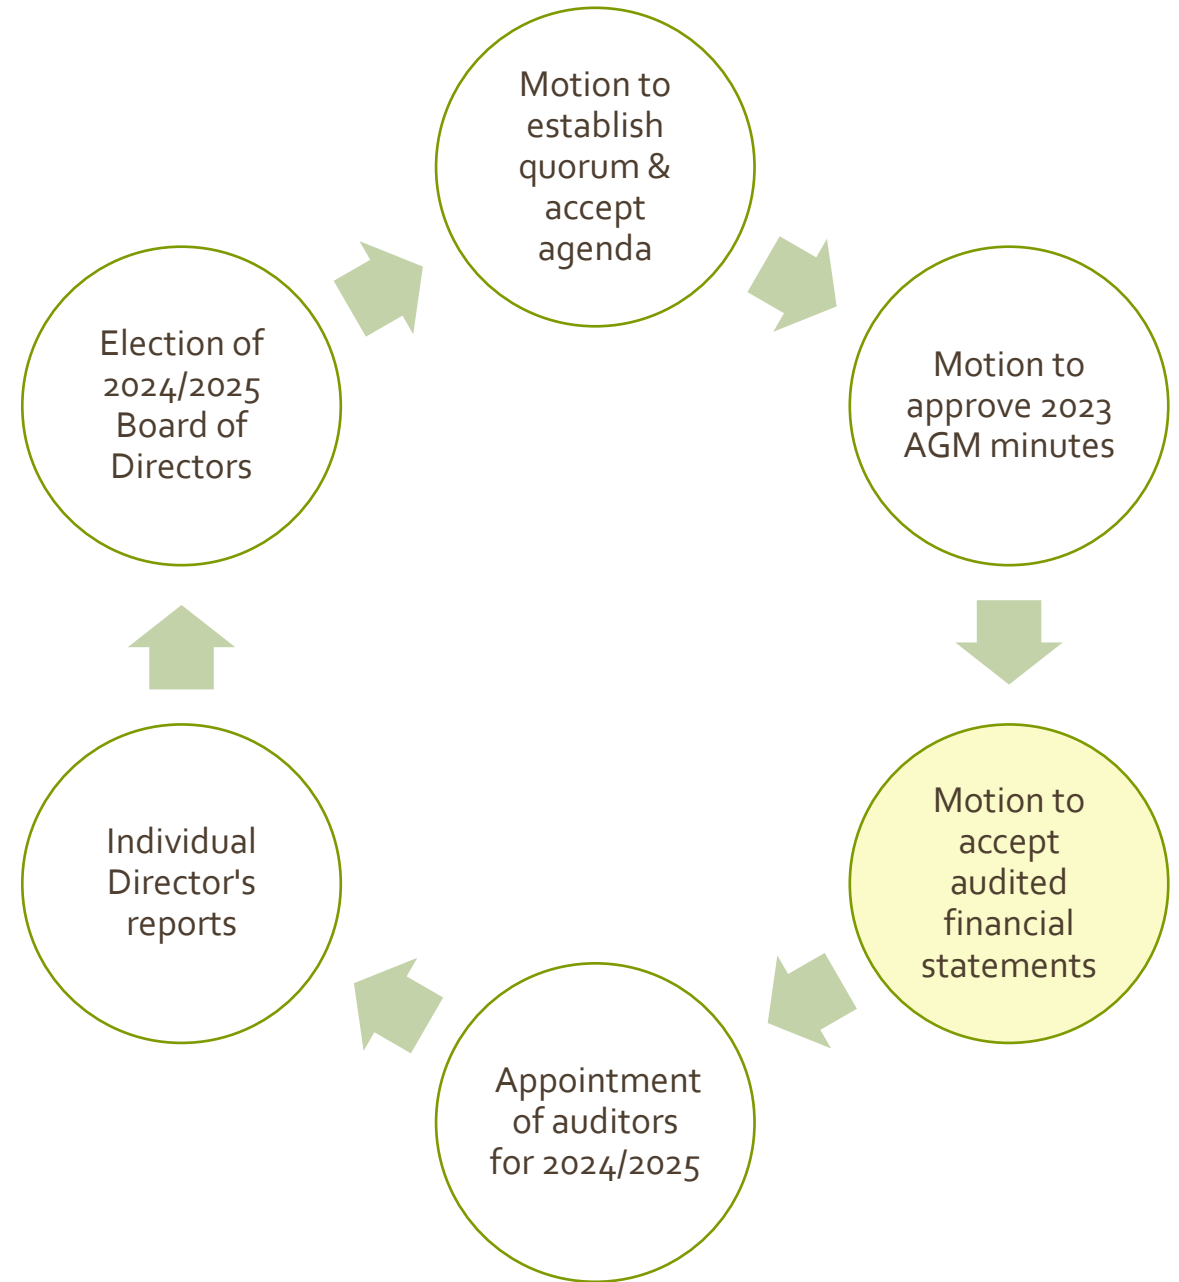 Motion to
establish
quorum &
accept
agenda
Motion to
approve 2023
AGM minutes
Motion to
accept
audited
financial
statements
Appointment
of auditors
for 2024/2025
Individual
Director's
reports
Election of
2024/2025
Board of
Directors